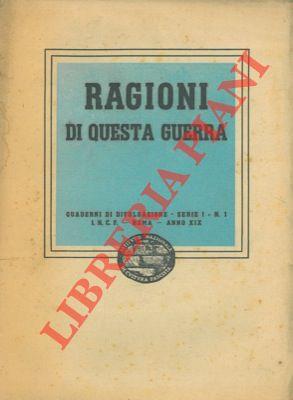 RAGIONI
DI QUESTA GUERRA
QUADERNI DI DIVULGAZIONE - SERIE I - N. 1
I. N. C. F. - ROMA - ANNO XIX
LIBRERIA PIANI